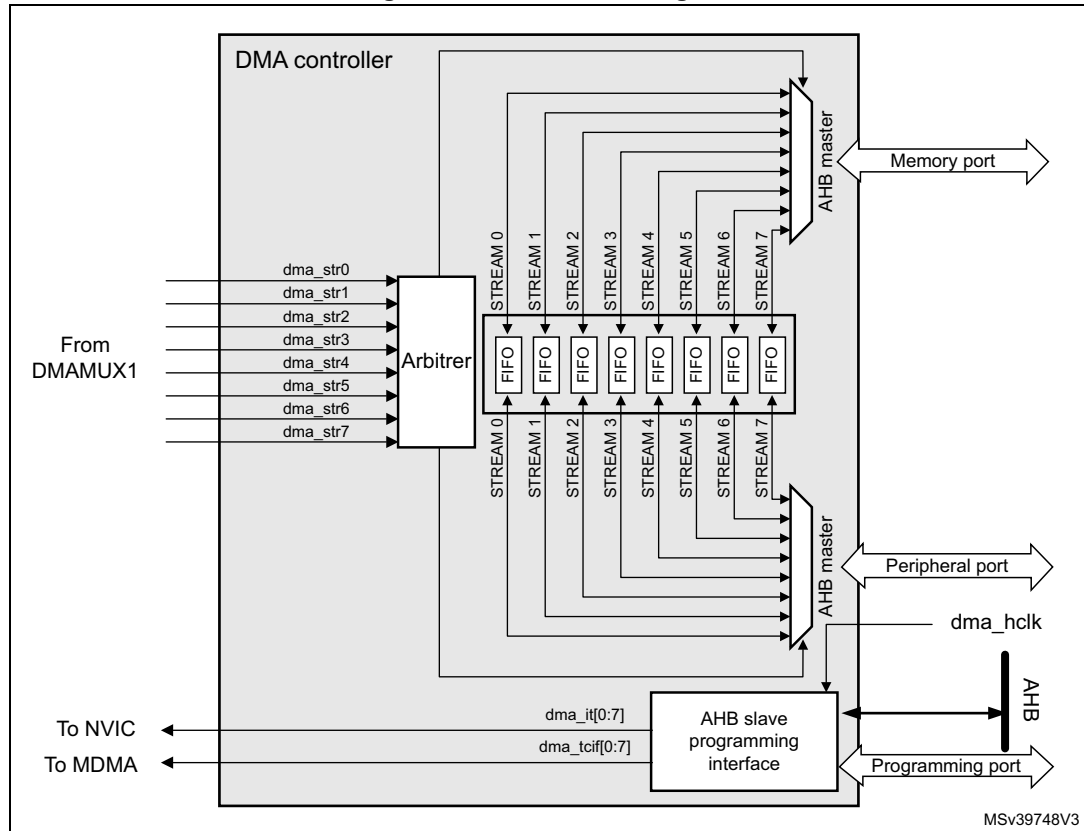 DMA controller
AHB master
Memory port
STREAM 0
STREAM 1
STREAM 2
STREAM 3
STREAM 4
STREAM 5
STREAM 6
STREAM 7
From
DMAMUX1
dma_str0
dma_str1
dma_str2
dma_str3
dma_str4
dma_str5
dma_str6
dma_str7
Arbitrer
FIFO
FIFO
FIFO
FIFO
FIFO
FIFO
FIFO
FIFO
STREAM 0
STREAM 1
STREAM 2
STREAM 3
STREAM 4
STREAM 5
STREAM 6
STREAM 7
AHB master
Peripheral port
dma_hclk
AHB
To NVIC
dma_it[0:7]
To MDMA
dma_tcif[0:7]
AHB slave
programming
interface
Programming port
MSv39748V3